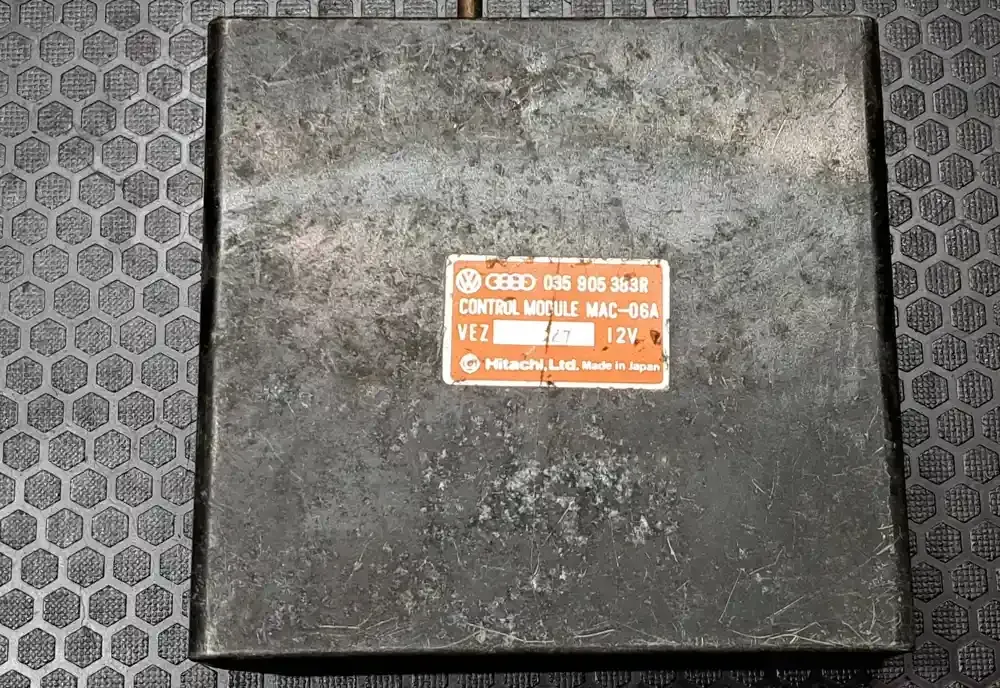 035 905 383R
CONTROL MODULE MAC-06A
VEZ 12V
Hitachi, Ltd. Made in Japan